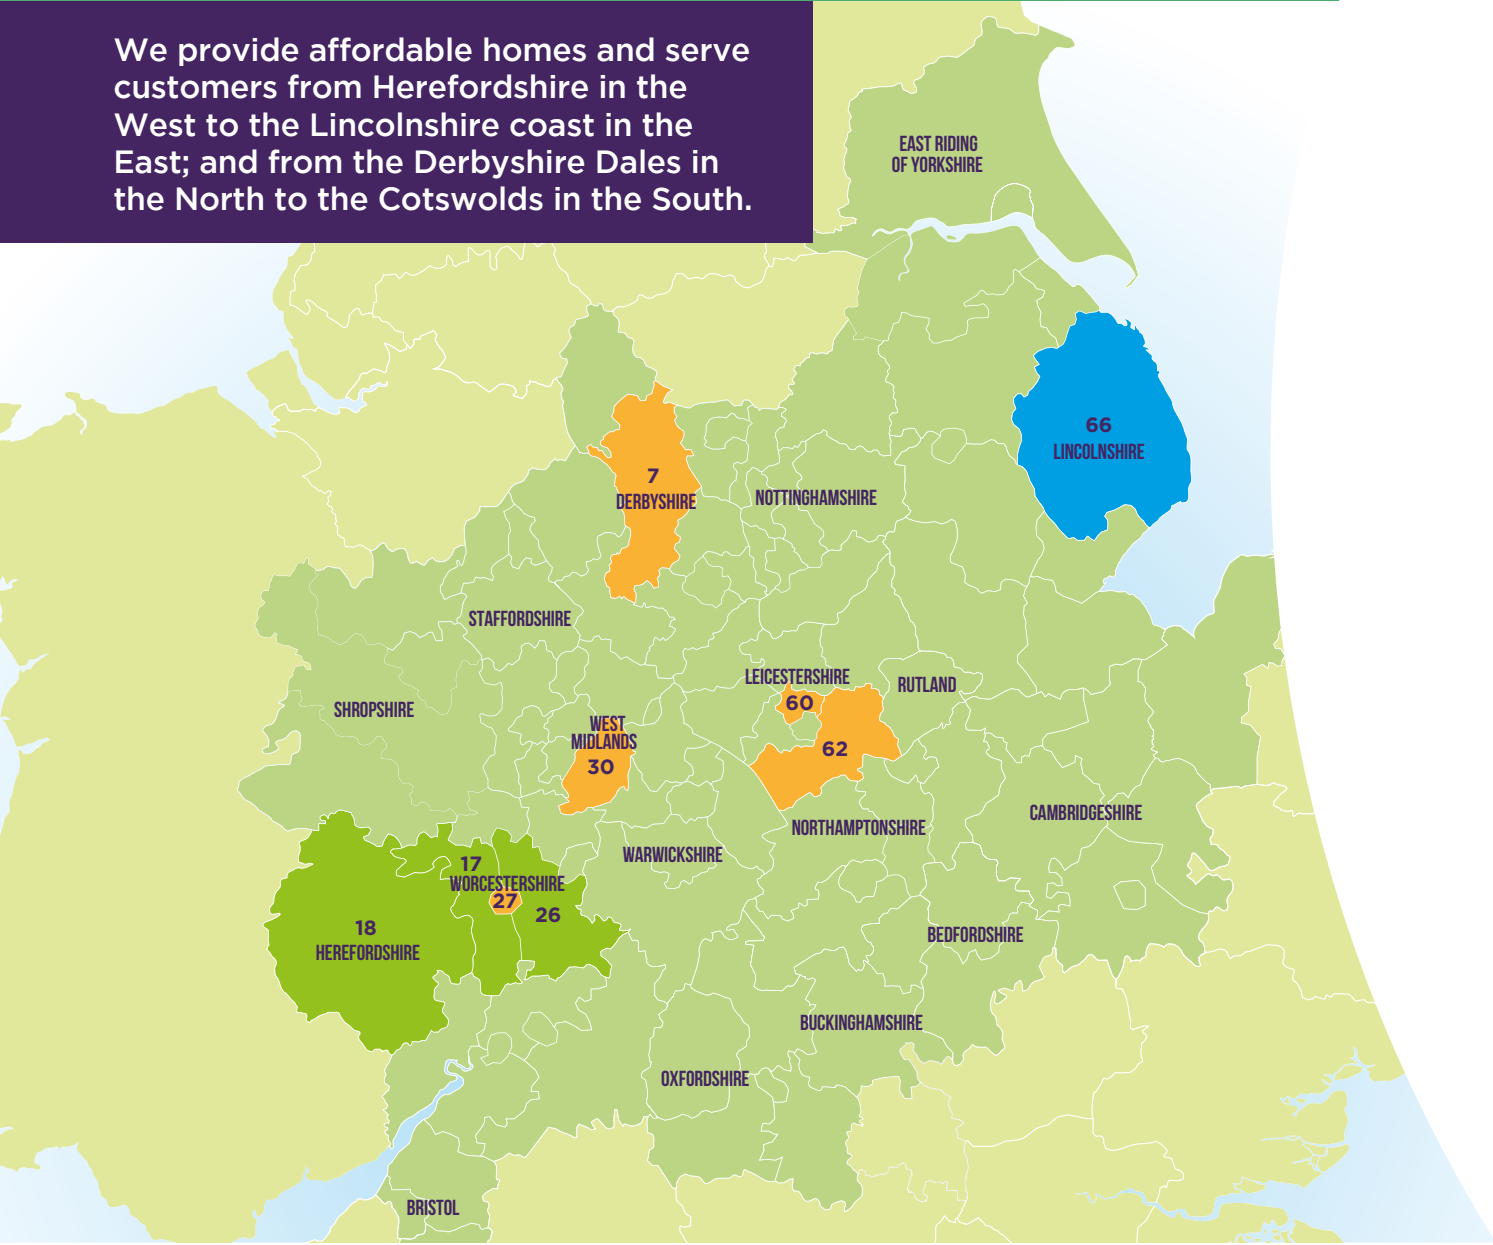 We provide affordable homes and serve
customers from Herefordshire in the
West to the Lincolnshire coast in the
East; and from the Derbyshire Dales in
the North to the Cotswolds in the South.
EAST RIDING
OF YORKSHIRE
66
LINCOLNSHIRE
7
DERBYSHIRE
NOTTINGHAMSHIRE
STAFFORDSHIRE
LEICESTERSHIRE
RUTLAND
60
SHROPSHIRE
WEST
MIDLANDS
30
62
CAMBRIDGESHIRE
NORTHAMPTONSHIRE
WARWICKSHIRE
17
WORCESTERSHIRE
27
26
18
HEREFORDSHIRE
BEDFORDSHIRE
BUCKINGHAMSHIRE
OXFORDSHIRE
BRISTOL